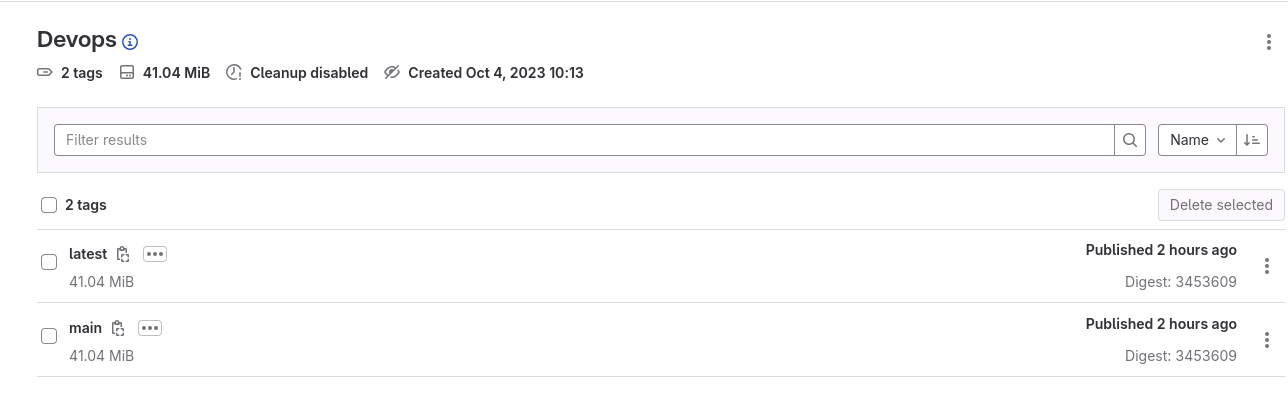 Devops
2 tags 41.04 MiB Cleanup disabled Created Oct 4, 2023 10:13
Filter results Name
2 tags Delete selected
latest Published 2 hours ago
41.04 MiB Digest: 3453609
main Published 2 hours ago
41.04 MiB Digest: 3453609